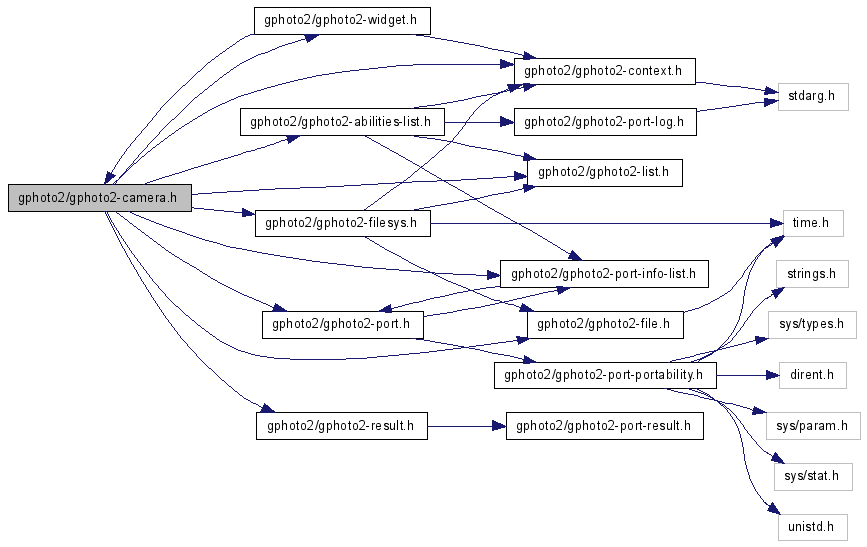 gphoto2/gphoto2-widget.h
gphoto2/gphoto2-context.h
stdarg.h
gphoto2/gphoto2-abilities-list.h
gphoto2/gphoto2-port-log.h
gphoto2/gphoto2-list.h
gphoto2/gphoto2-camera.h
gphoto2/gphoto2-filesys.h
time.h
gphoto2/gphoto2-port-info-list.h
strings.h
gphoto2/gphoto2-port.h
gphoto2/gphoto2-file.h
sys/types.h
gphoto2/gphoto2-port-portability.h
dirent.h
gphoto2/gphoto2-result.h
gphoto2/gphoto2-port-result.h
sys/param.h
sys/stat.h
unistd.h